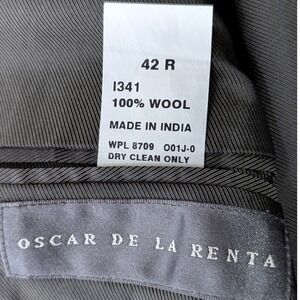 42 R
I341
100% WOOL
MADE IN INDIA
WPL 8709 O01J-0
DRY CLEAN ONLY
OSCAR DE LA RENTA